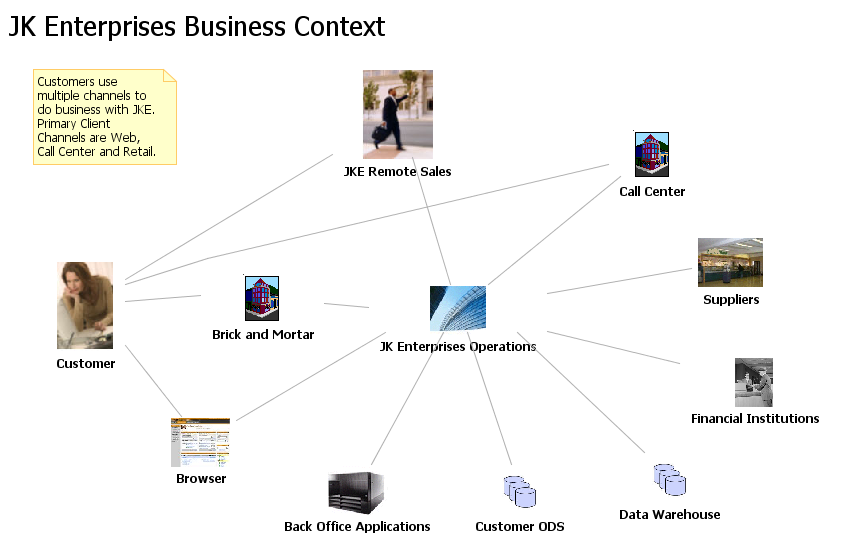 JK Enterprises Business Context
Customers use
multiple channels to
do business with JKE.
Primary Client
Channels are Web,
Call Center and Retail.
JKE Remote Sales
Call Center
Suppliers
Brick and Mortar
JK Enterprises Operations
Customer
Financial Institutions
Browser
Data Warehouse
Back Office Applications
Customer ODS